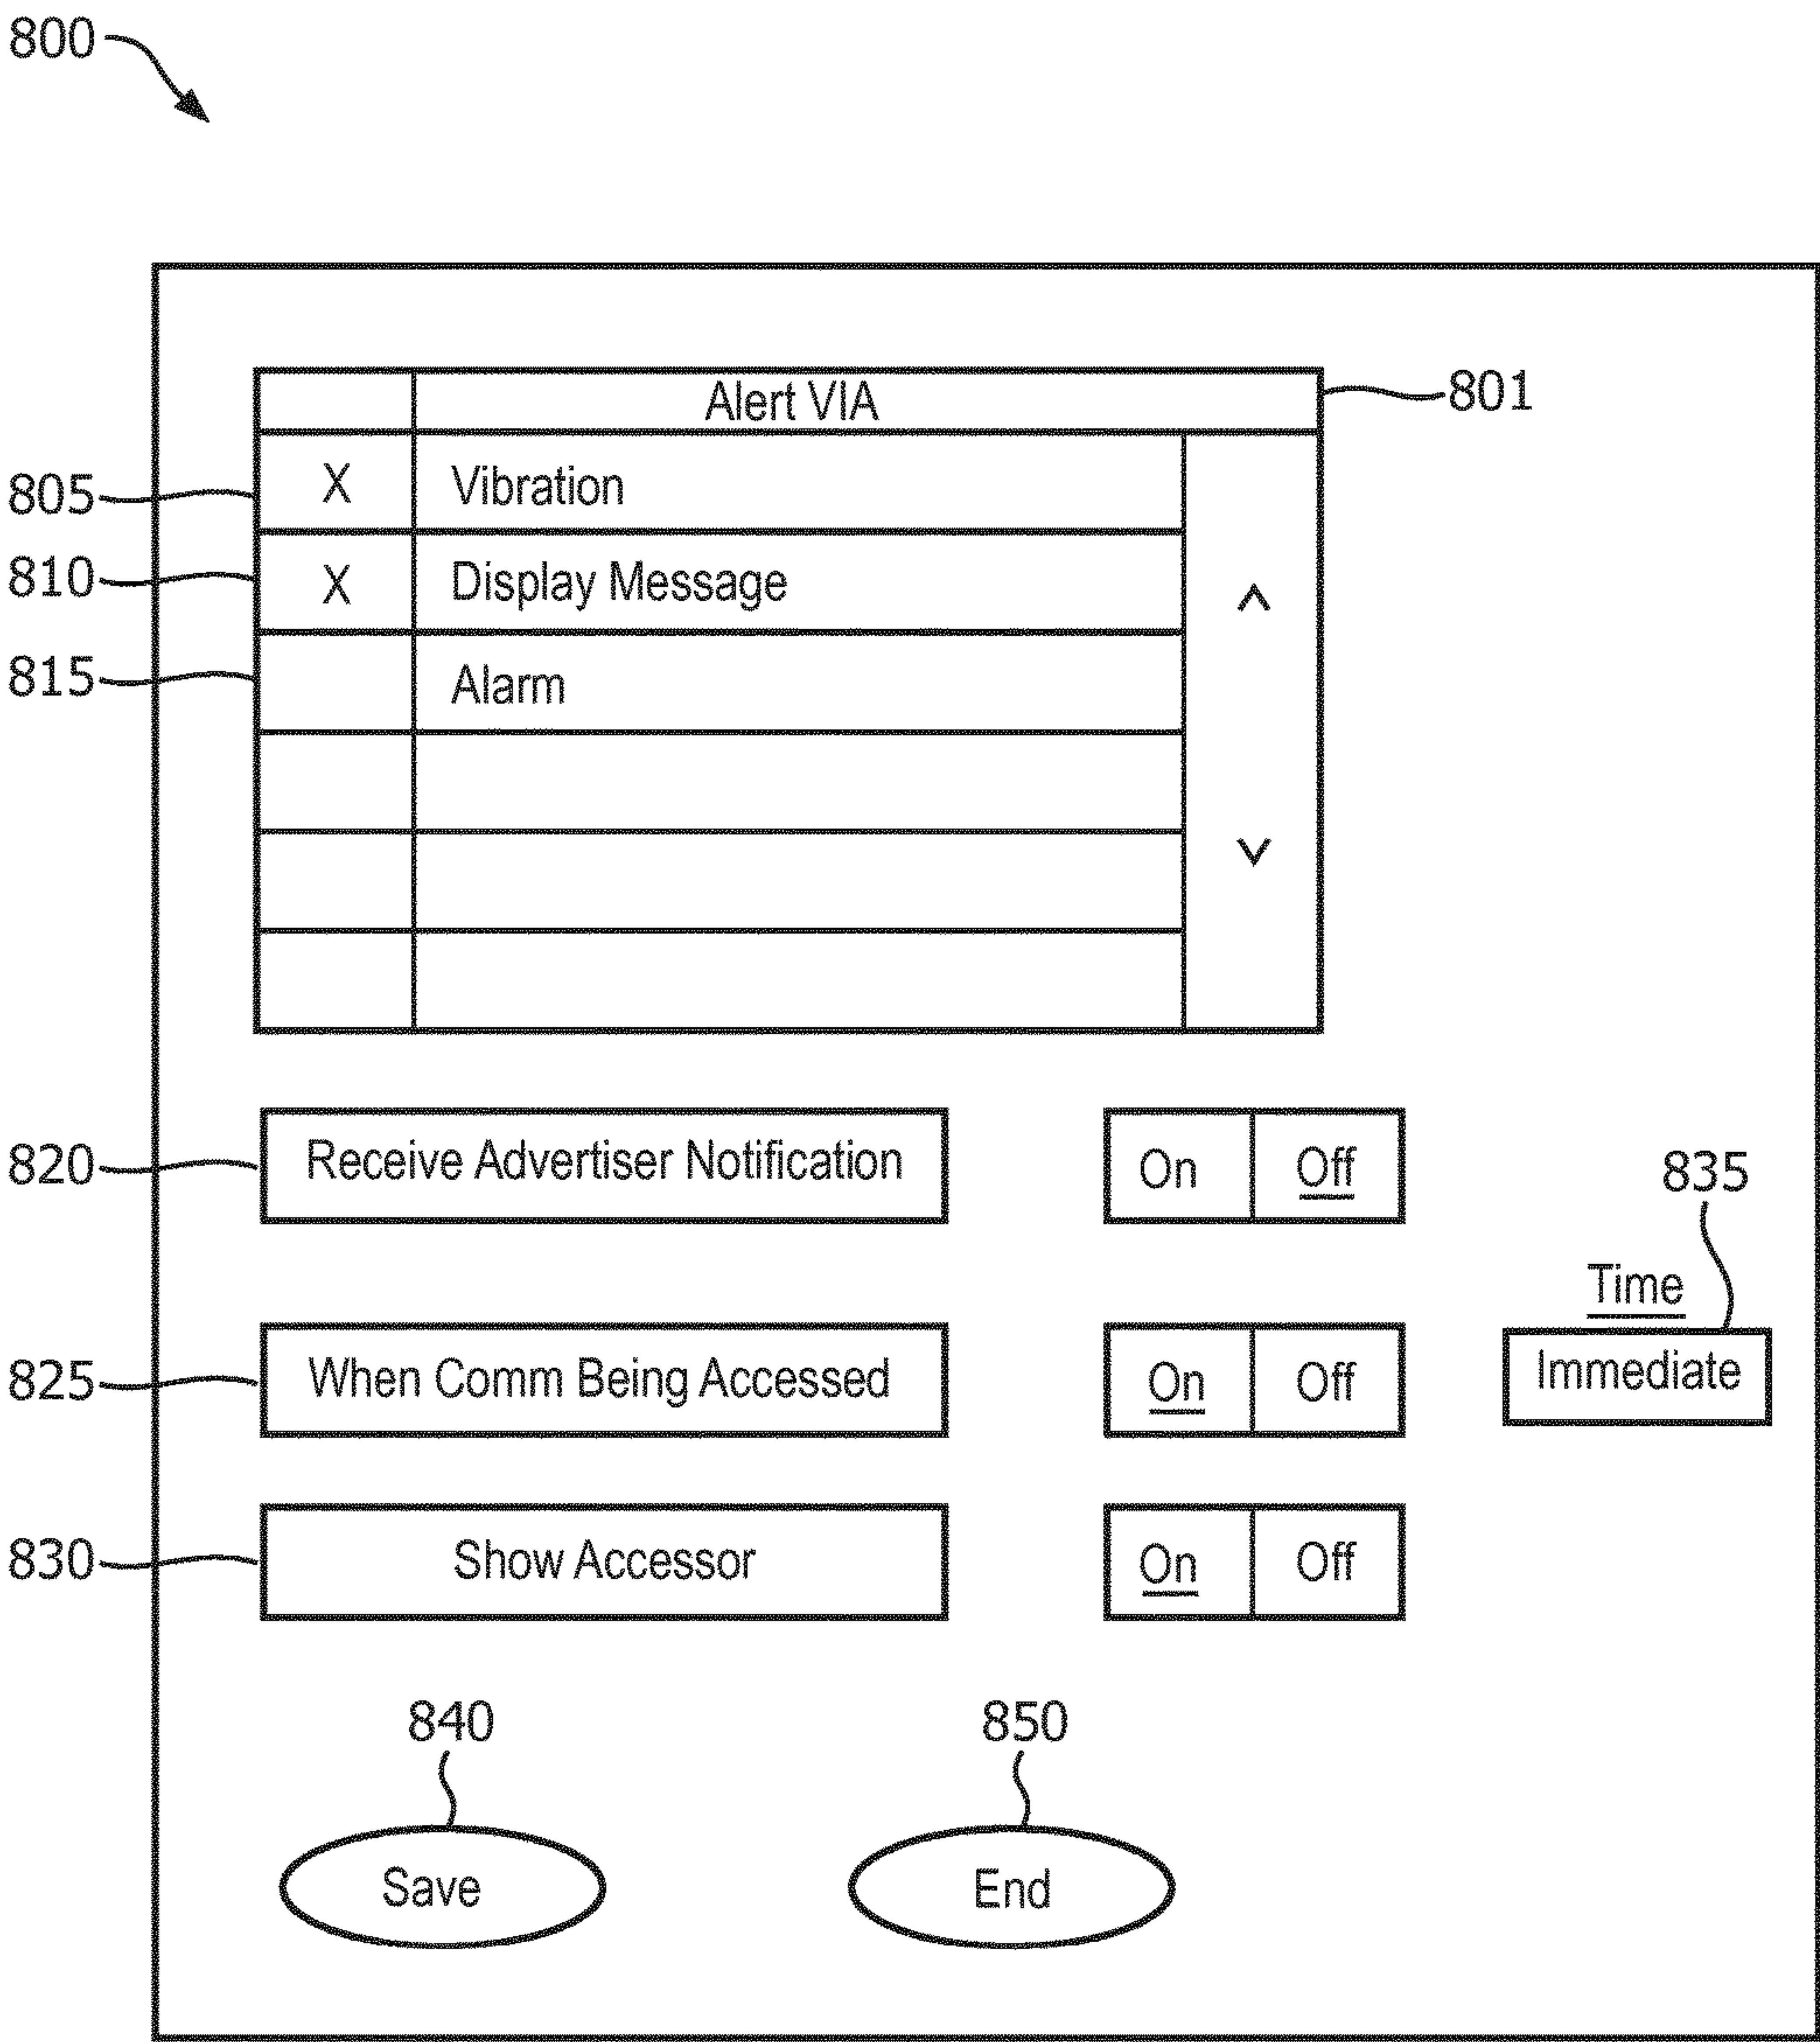 800
Alert VIA 801
805 X Vibration
810 X Display Message
815 Alarm
820 Receive Advertiser Notification On Off
835
Time
825 When Comm Being Accessed On Off Immediate
830 Show Accessor On Off
840 850
Save End